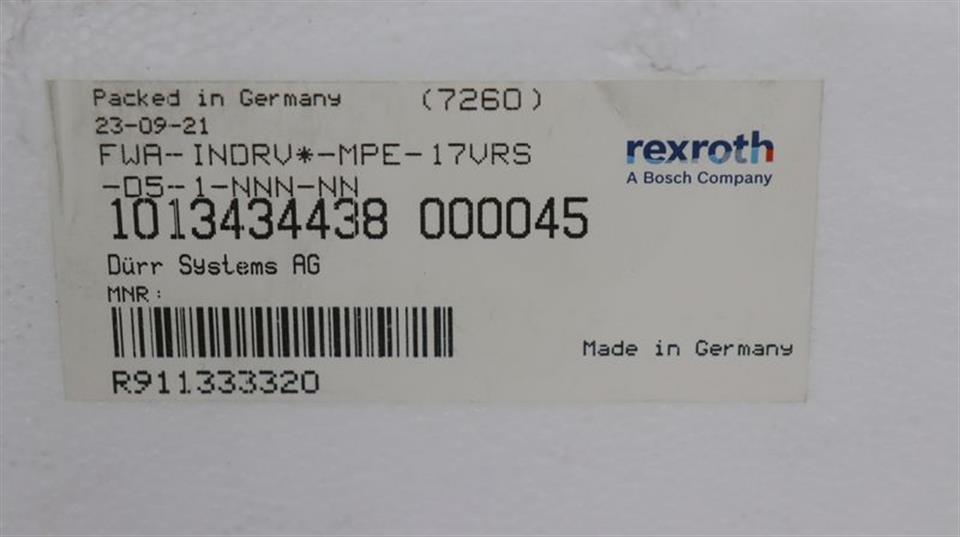 Packed in Germany (7260)
23-09-21
FWA-INDRV*-MPE-17VRS
-D5-1-NNN-NN
rexroth
A Bosch Company
1013434438 000045
Dürr Systems AG
MNR:
Made in Germany
R911333320